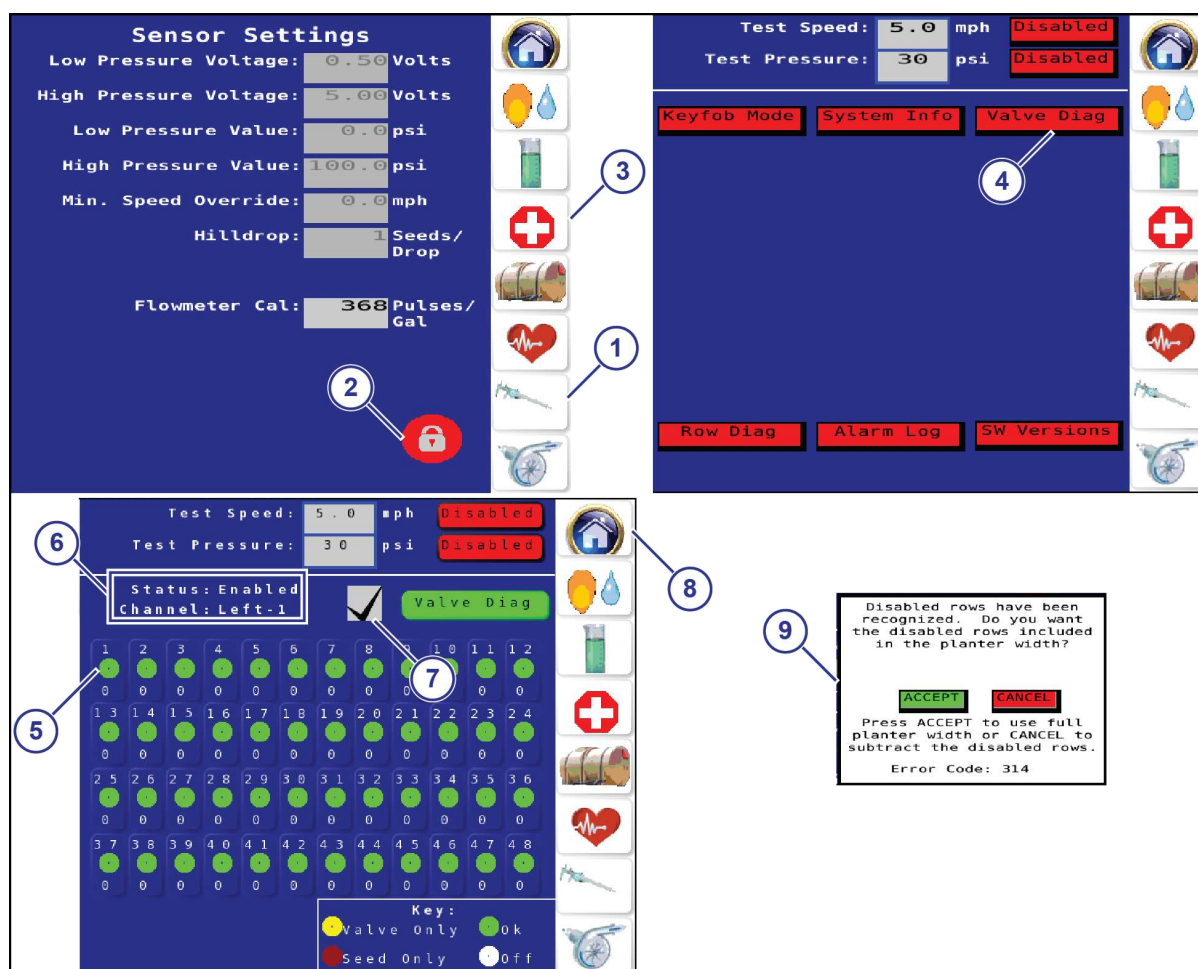 Sensor Settings
Low Pressure Voltage: 0.50 Volts
High Pressure Voltage: 5.00 Volts
Low Pressure Value: 0.0 psi
High Pressure Value: 100.0 psi
Min. Speed Override: 0.0 mph
Hilldrop: 1 Seeds/
Drop
Flowmeter Cal: 368 Pulses/
Gal
3
1
2
Test Speed: 5.0 mph Disabled
Test Pressure: 30 psi Disabled
Keyfob Mode System Info Valve Diag
4
Row Diag Alarm Log SW Versions
Test Speed: 5.0 mph Disabled
Test Pressure: 30 psi Disabled
6
Status: Enabled
Channel: Left-1
Valve Diag
8
1 2 3 4 5 6 7 8 9 10 11 12
0 0 0 0 0 0 0 0 0 0 0
7
5
13 14 15 16 17 18 19 20 21 22 23 24
0 0 0 0 0 0 0 0 0 0 0 0
25 26 27 28 29 30 31 32 33 34 35 36
0 0 0 0 0 0 0 0 0 0 0 0
37 38 39 40 41 42 43 44 45 46 47 48
0 0 0 0 0 0 0 0 0 0 0 0
Key:
Valve Only Ok
Seed Only Off
9
Disabled rows have been
recognized. Do you want
the disabled rows included
in the planter width?
ACCEPT CANCEL
Press ACCEPT to use full
planter width or CANCEL to
subtract the disabled rows.
Error Code: 314